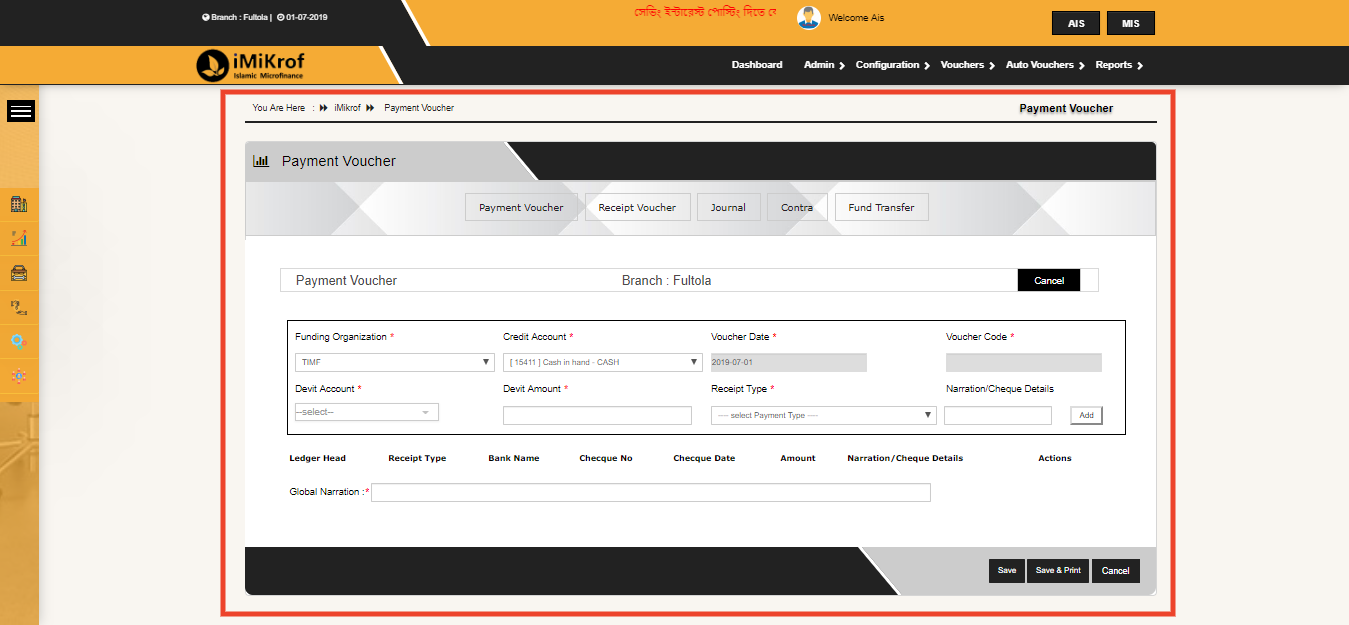 Branch : Fultola | 01-07-2019
সেভিং ইন্টারেস্ট পোস্টিং দিতে
Welcome Ais
AIS
MIS
iMiKrof
Islamic Microfinance
Dashboard
Admin
Configuration
Vouchers
Auto Vouchers
Reports
You Are Here : iMikrof Payment Voucher
Payment Voucher
Payment Voucher
Payment Voucher
Receipt Voucher
Journal
Contra
Fund Transfer
Payment Voucher
Branch : Fultola
Cancel
Funding Organization *
Credit Account *
Voucher Date *
Voucher Code *
TIMF
[ 15411 ] Cash in hand - CASH
2019-07-01
Devit Account *
Devit Amount *
Receipt Type *
Narration/Cheque Details
--select--
---- select Payment Type ----
Add
Ledger Head
Receipt Type
Bank Name
Checque No
Checque Date
Amount
Narration/Cheque Details
Actions
Global Narration :*
Save
Save & Print
Cancel